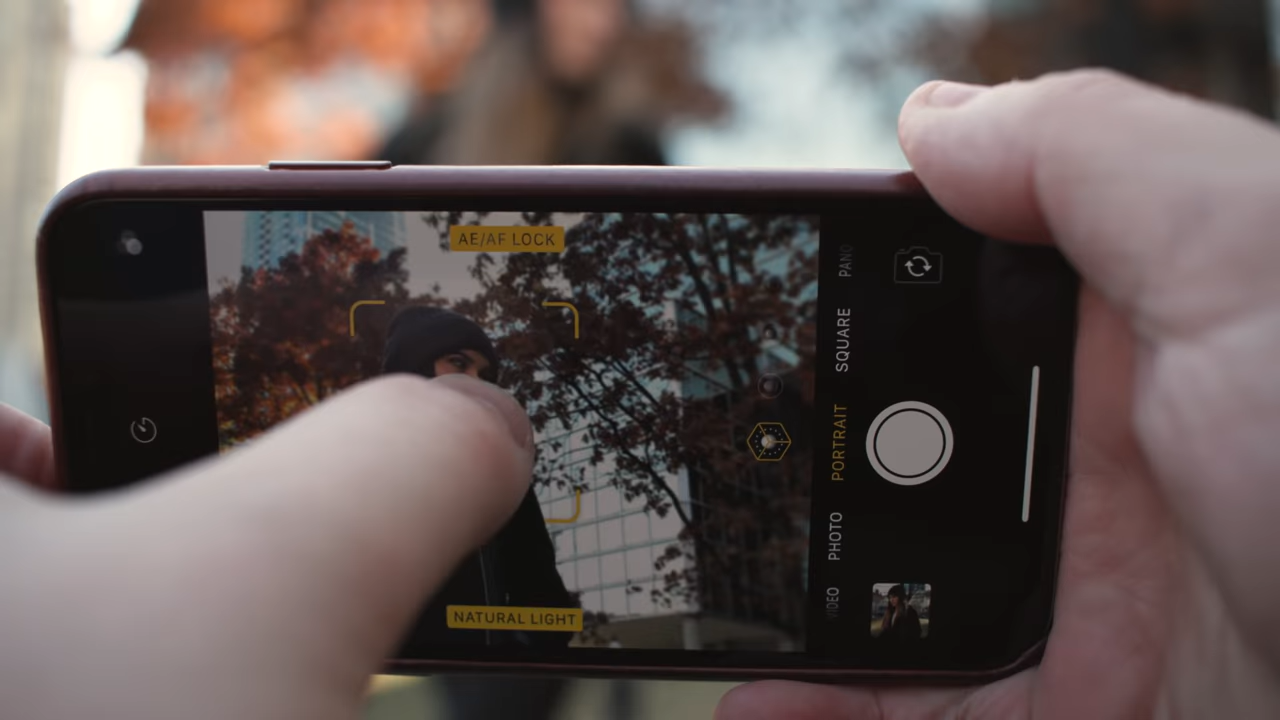 AE/AF LOCK
PANO
SQUARE
PORTRAIT
PHOTO
VIDEO
NATURAL LIGHT